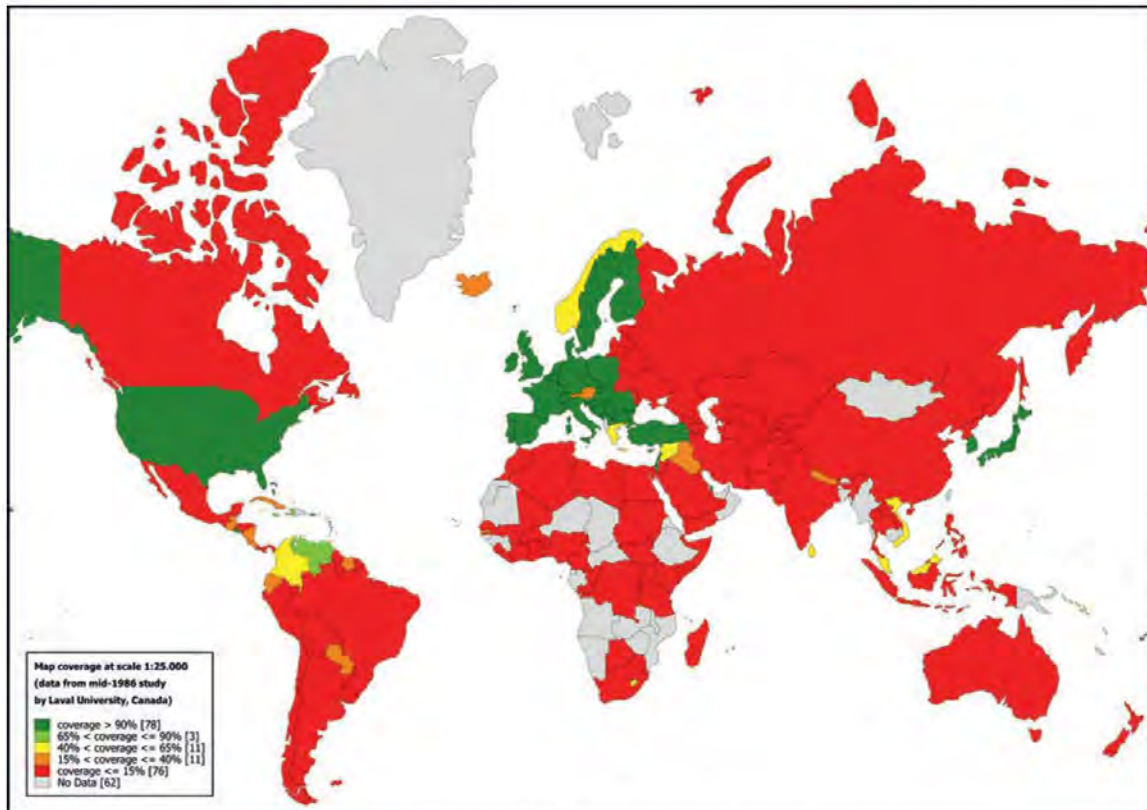 Map coverage at scale 1:25.000
(data from mid-1986 study
by Laval University, Canada)
coverage > 90% [78]
65% < coverage <= 90% [3]
40% < coverage <= 65% [11]
15% < coverage <= 40% [11]
coverage <= 15% [76]
No Data [62]